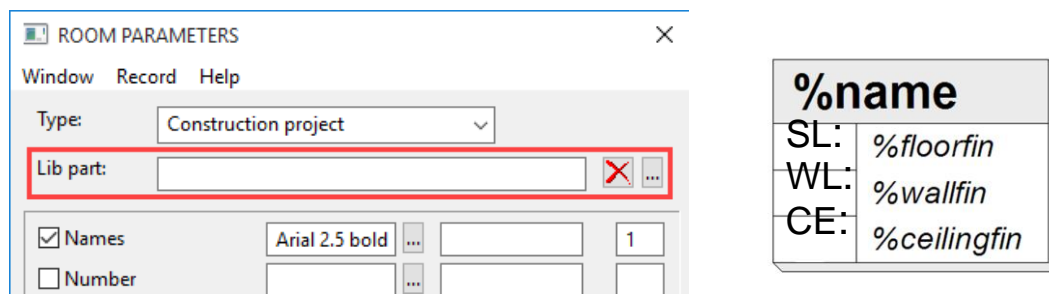 ROOM PARAMETERS
Window Record Help
Type: Construction project
Lib part: ...
Names Arial 2.5 bold ... 1
Number ...
%name
SL: %floorfin
WL: %wallfin
CE: %ceilingfin